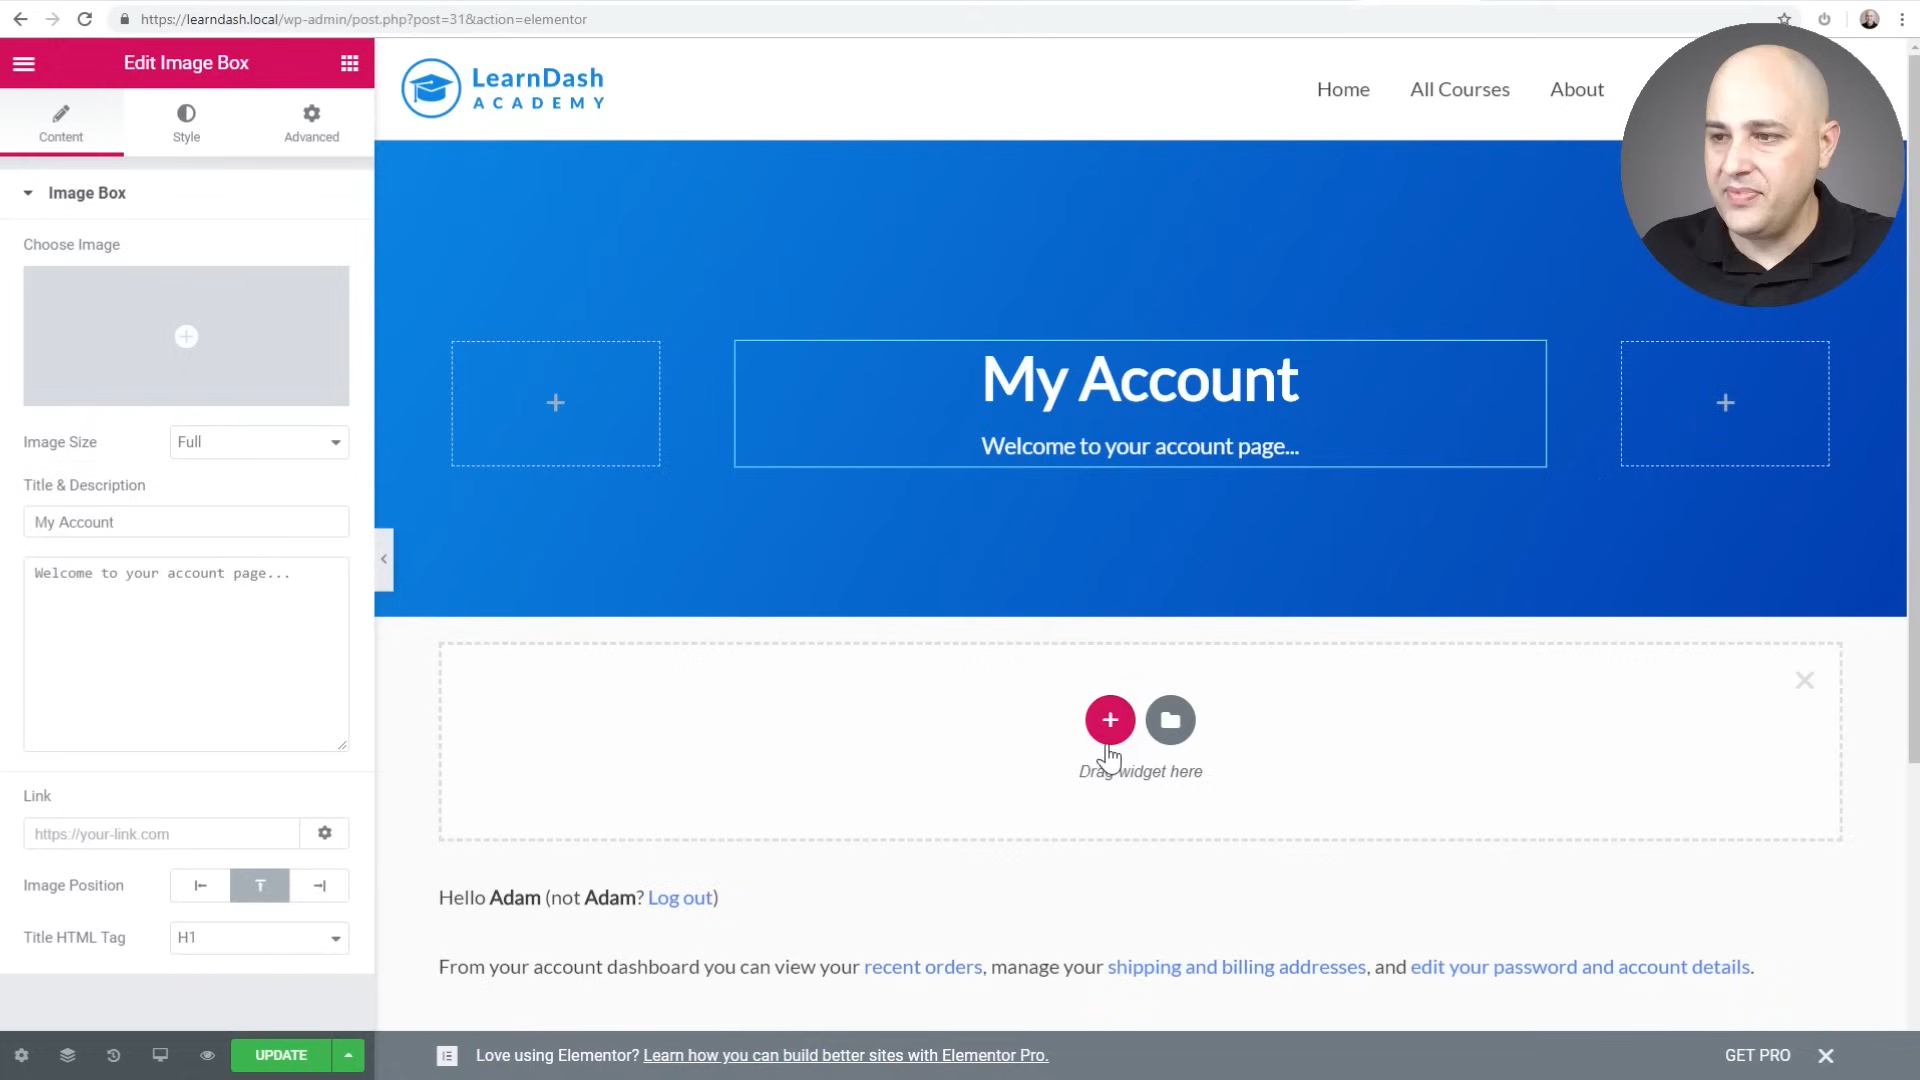 https://learndash.local/wp-admin/post.php?post=31&action=elementor
Edit Image Box
Content
Style
Advanced
LearnDash
ACADEMY
Home
All Courses
About
Image Box
Choose Image
Image Size
Full
Title & Description
My Account
Welcome to your account page...
Link
https://your-link.com
Image Position
Title HTML Tag
H1
UPDATE
My Account
Welcome to your account page...
Drag widget here
Hello Adam (not Adam? Log out)
From your account dashboard you can view your recent orders, manage your shipping and billing addresses, and edit your password and account details.
Love using Elementor? Learn how you can build better sites with Elementor Pro.
GET PRO